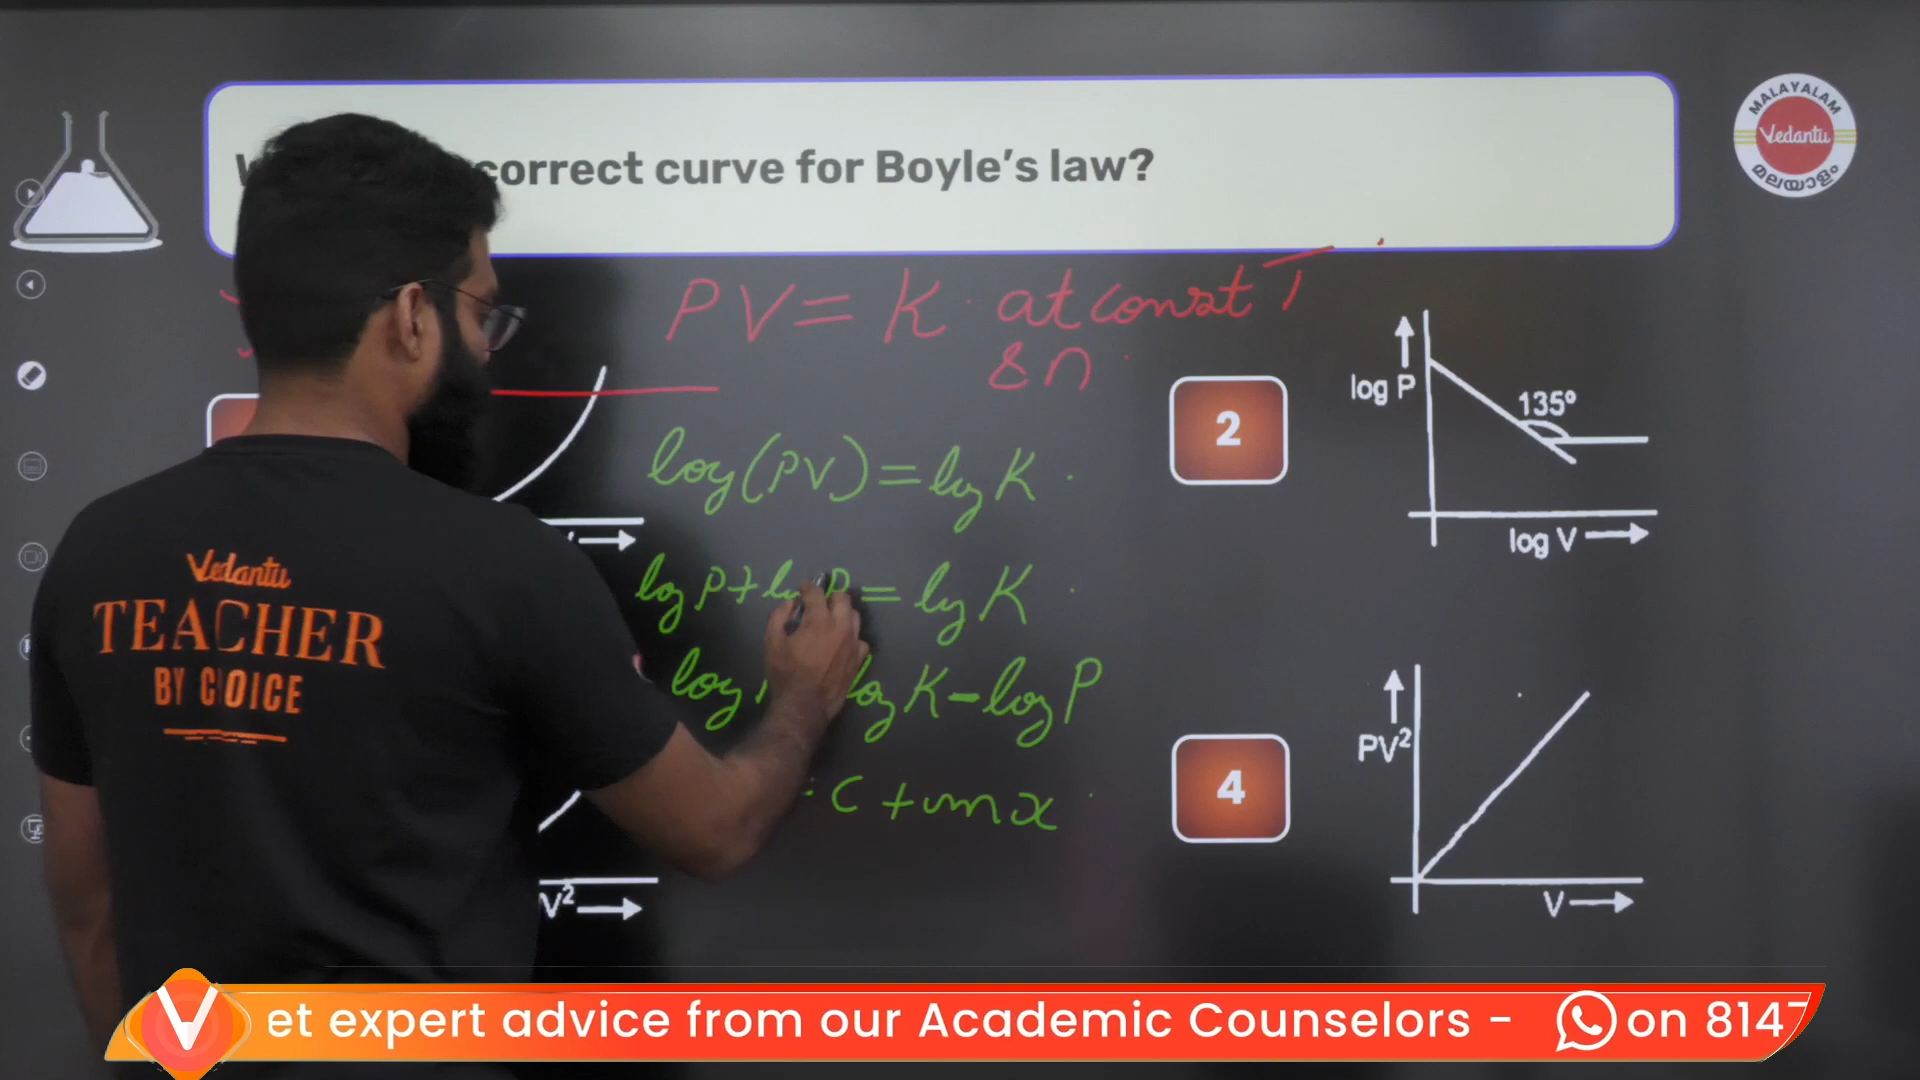 correct curve for Boyle's law?
MALAYALAM
Vedantu
മലയാളം
PV = K. at const T
& n
log(PV) = log K
2
log P
135º
log V
log P + log P = log K
log K - log P
: C + mx
Vedantu
TEACHER
BY CHOICE
4
PV²
V
V²
et expert advice from our Academic Counselors - on 8147